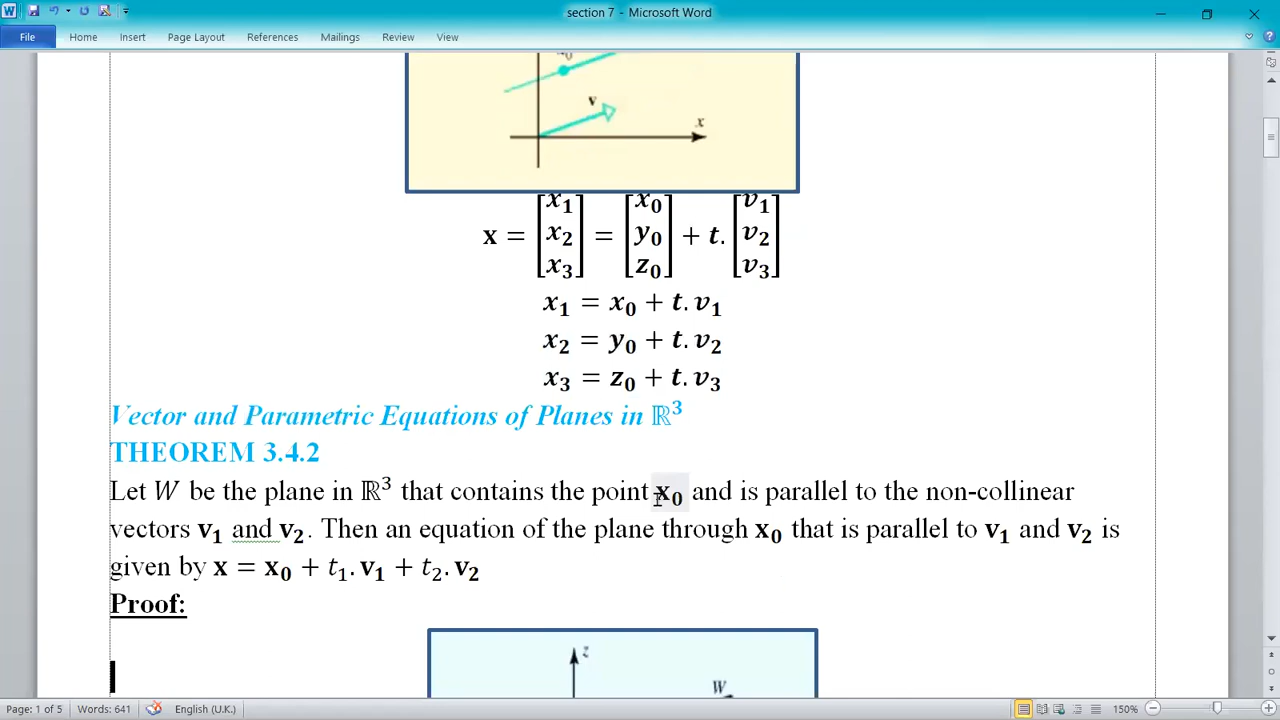 section 7 - Microsoft Word
File Home Insert Page Layout References Mailings Review View
v
x
x = [x₁ x₂ x₃] = [x₀ y₀ z₀] + t. [v₁ v₂ v₃]
x₁ = x₀ + t. v₁
x₂ = y₀ + t. v₂
x₃ = z₀ + t. v₃
Vector and Parametric Equations of Planes in ℝ³
THEOREM 3.4.2
Let W be the plane in ℝ³ that contains the point x₀ and is parallel to the non-collinear
vectors v₁ and v₂. Then an equation of the plane through x₀ that is parallel to v₁ and v₂ is
given by x = x₀ + t₁. v₁ + t₂. v₂
Proof:
z
W
Page: 1 of 5 Words: 641 English (U.K.) 150%